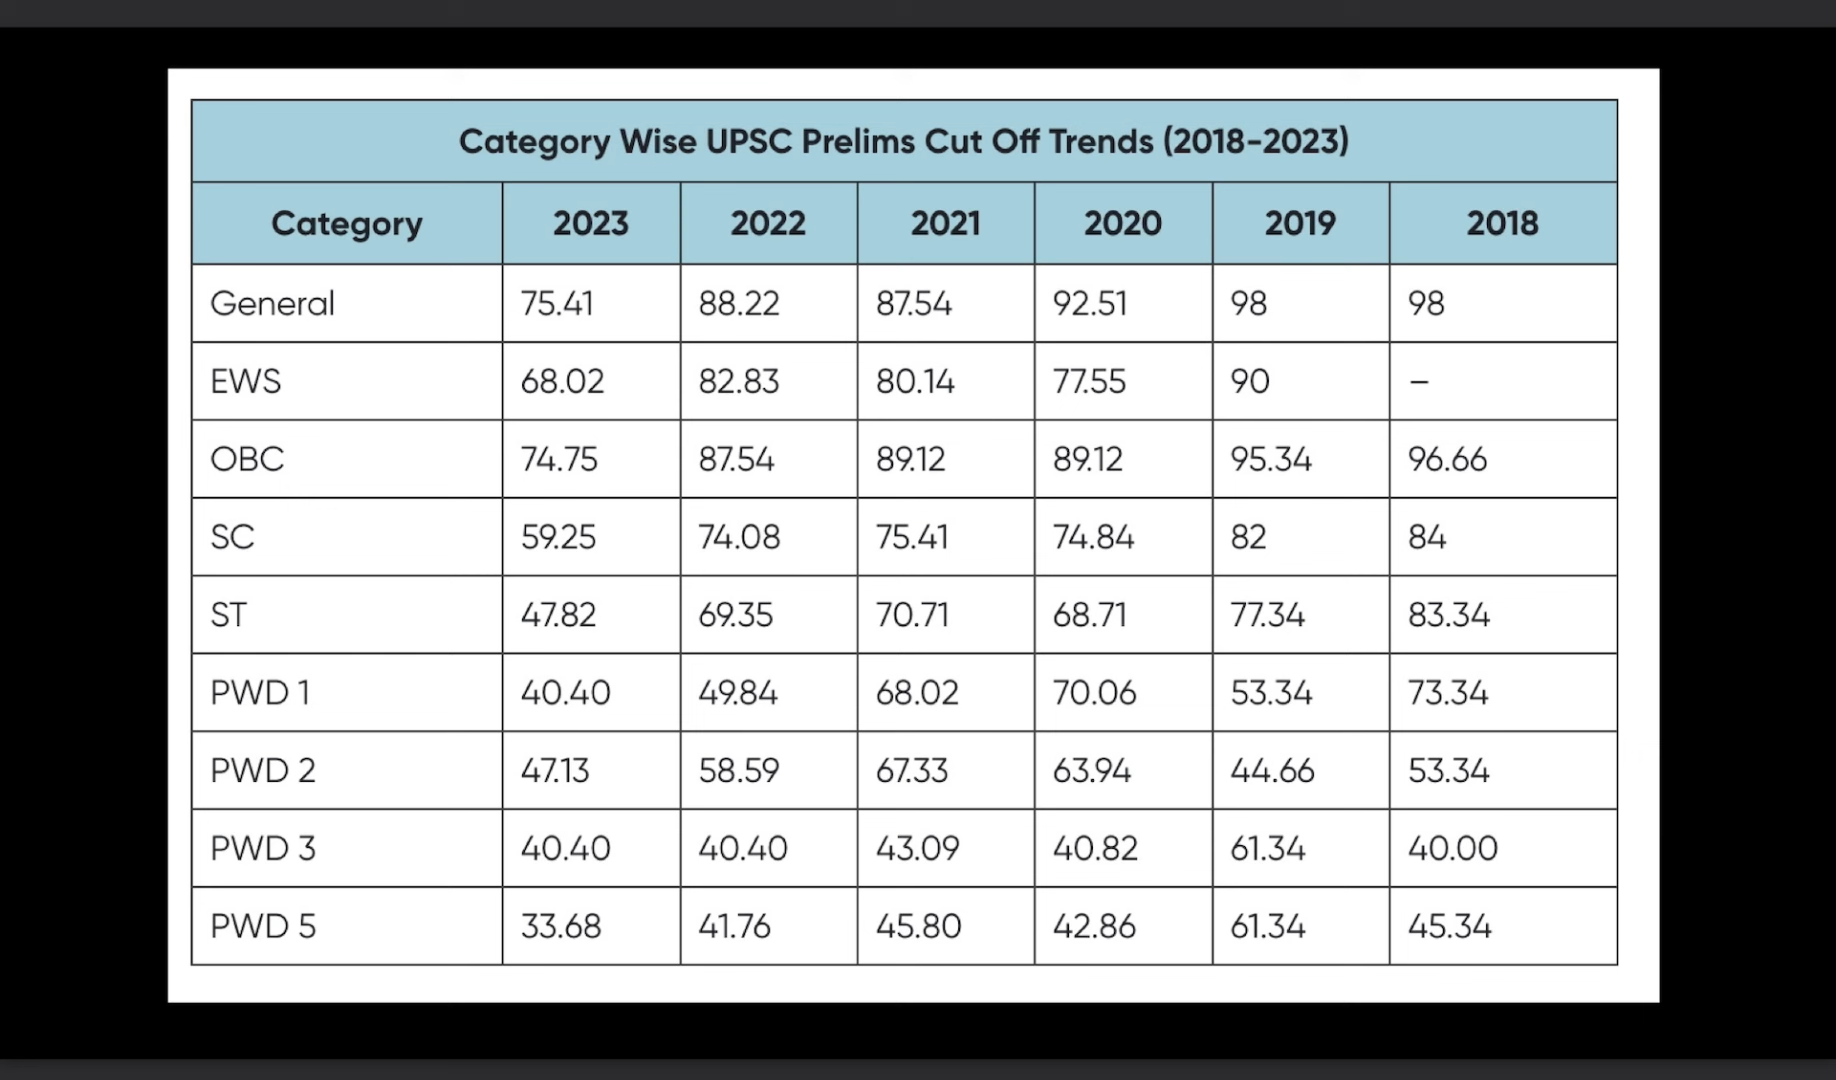 Category Wise UPSC Prelims Cut Off Trends (2018-2023)
Category 2023 2022 2021 2020 2019 2018
General 75.41 88.22 87.54 92.51 98 98
EWS 68.02 82.83 80.14 77.55 90 –
OBC 74.75 87.54 89.12 89.12 95.34 96.66
SC 59.25 74.08 75.41 74.84 82 84
ST 47.82 69.35 70.71 68.71 77.34 83.34
PWD 1 40.40 49.84 68.02 70.06 53.34 73.34
PWD 2 47.13 58.59 67.33 63.94 44.66 53.34
PWD 3 40.40 40.40 43.09 40.82 61.34 40.00
PWD 5 33.68 41.76 45.80 42.86 61.34 45.34